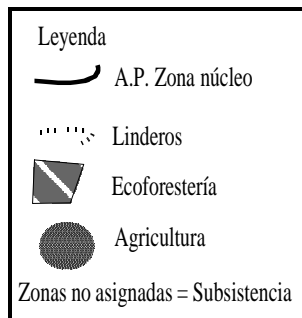 Leyenda
A.P. Zona núcleo
Linderos
Ecoforestería
Agricultura
Zonas no asignadas = Subsistencia